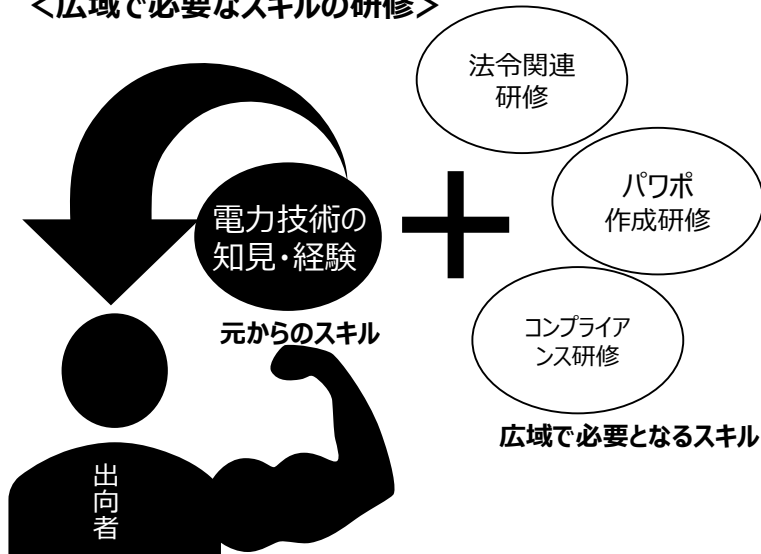 <広域で必要なスキルの研修>
法令関連
研修
パワポ
作成研修
電力技術の
知見・経験
元からのスキル
コンプライア
ンス研修
広域で必要となるスキル
出向者